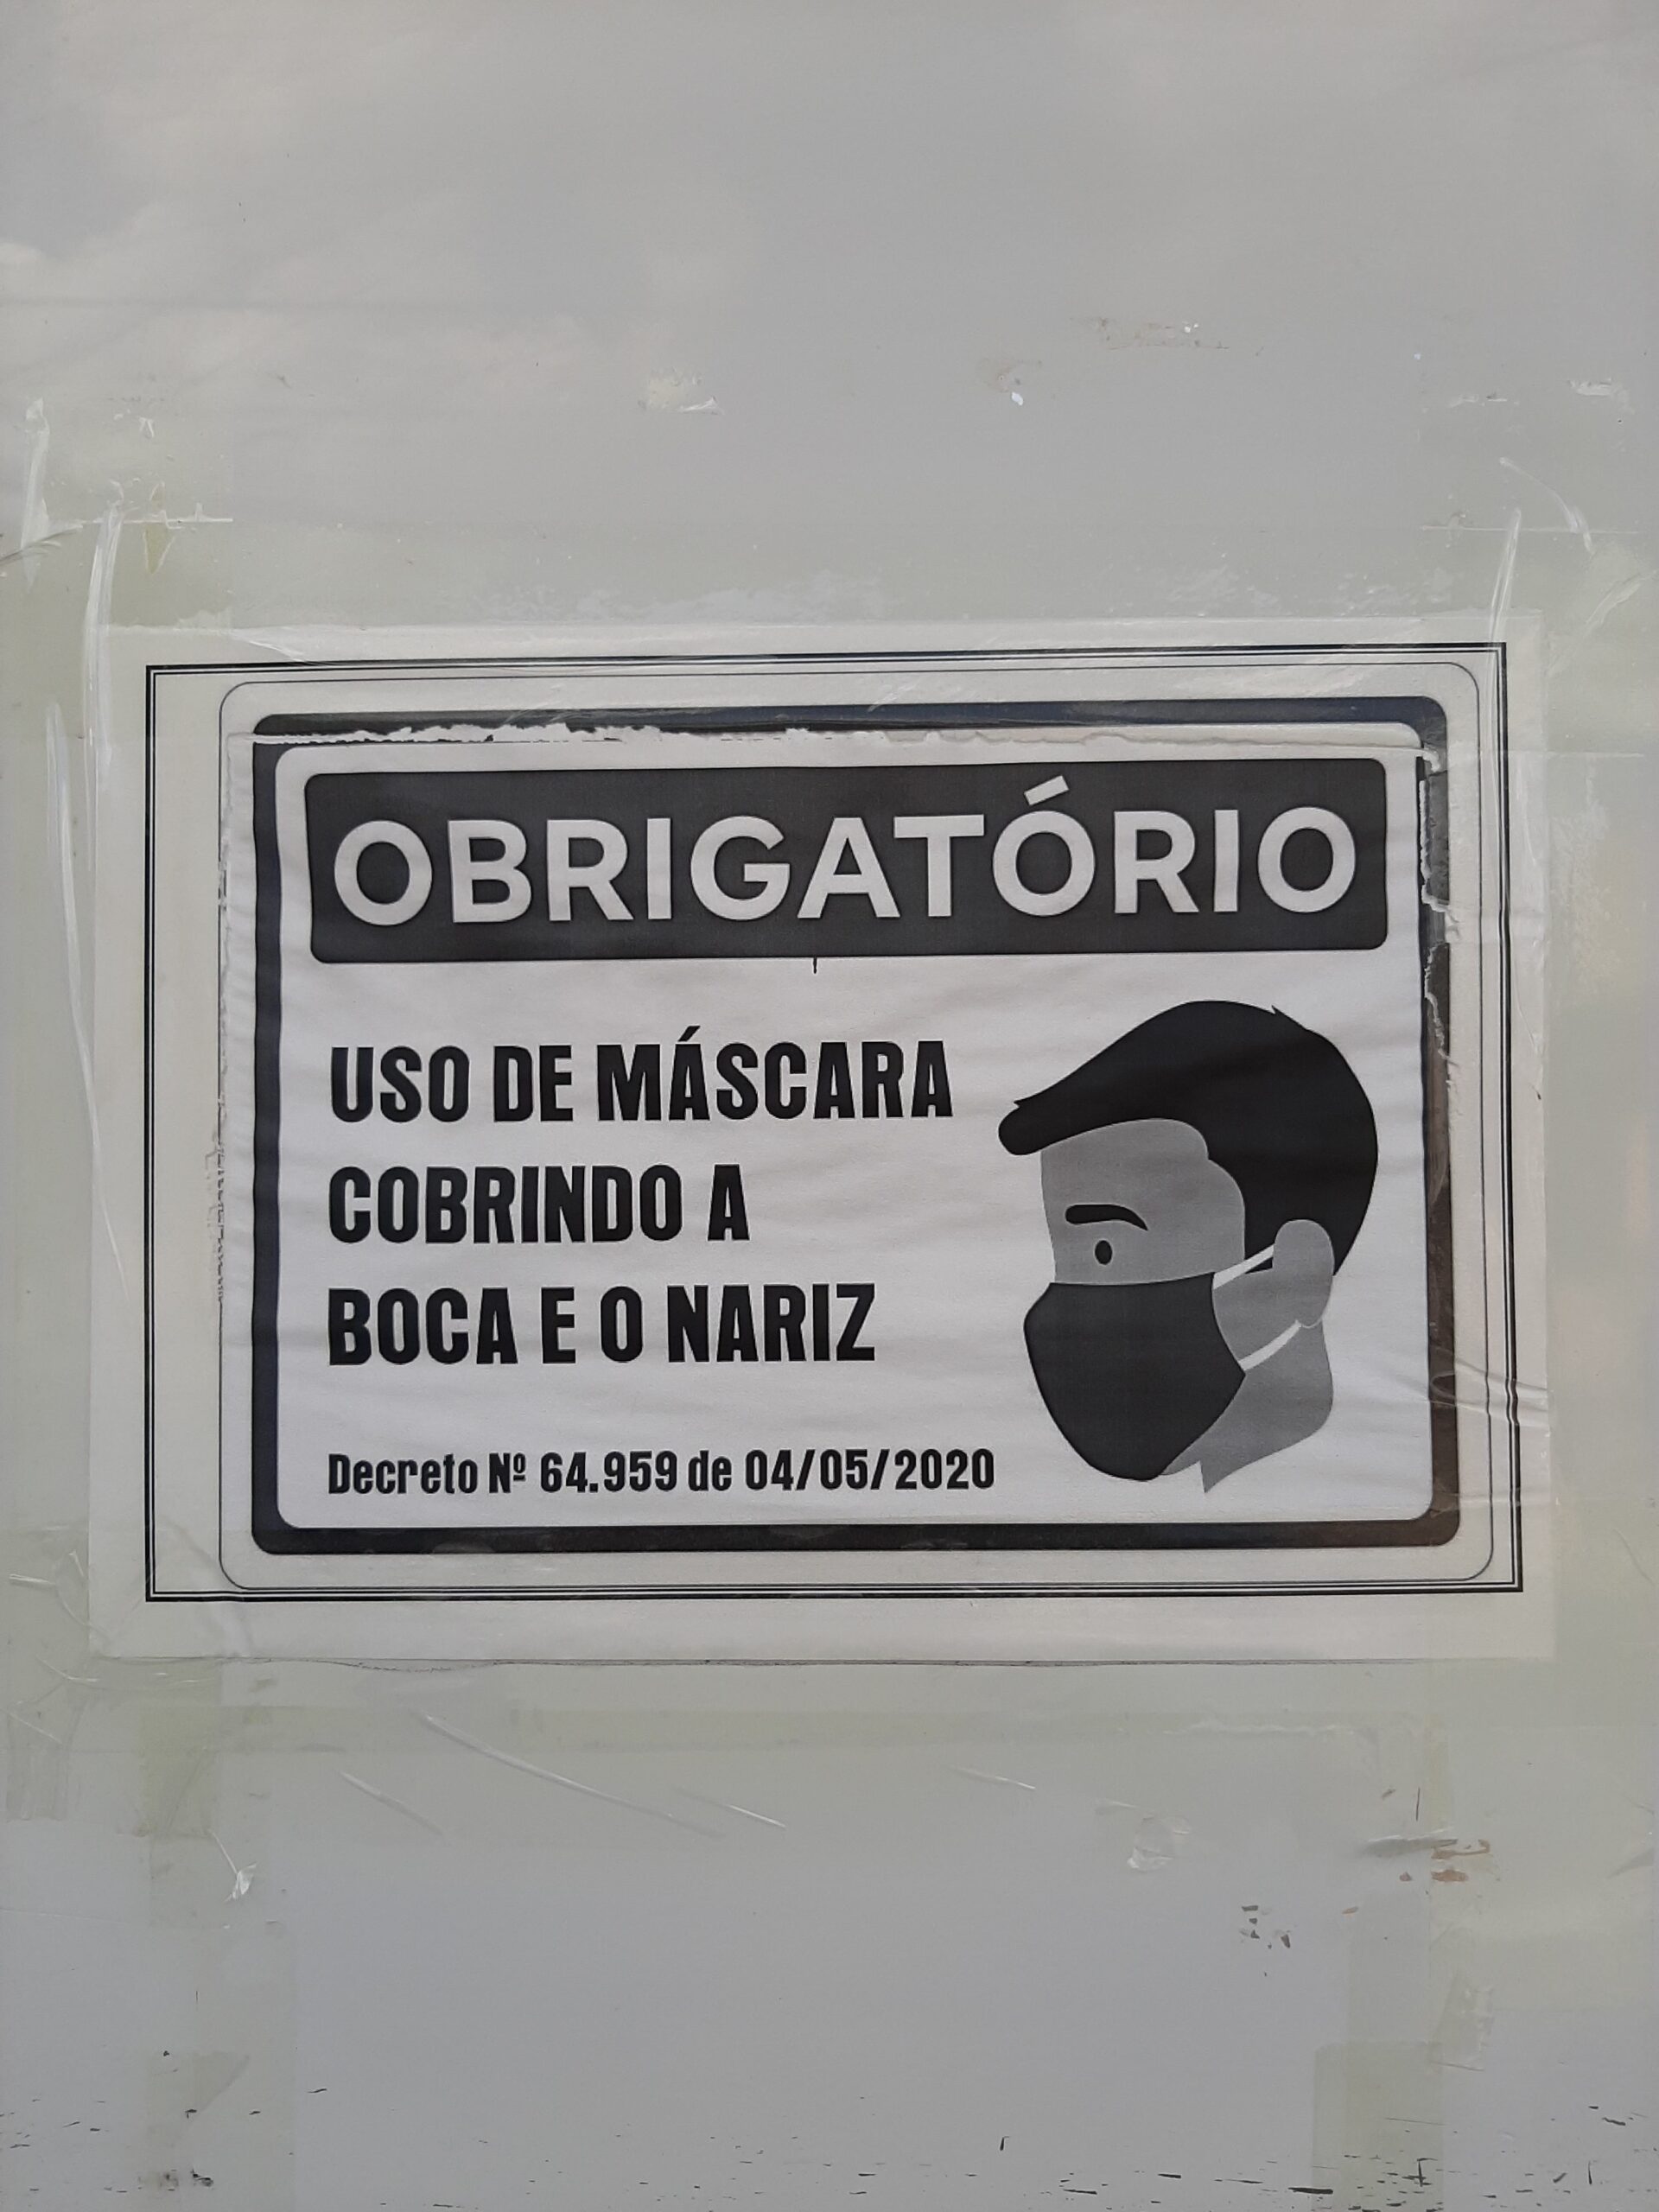 OBRIGATÓRIO
USO DE MÁSCARA
COBRINDO A
BOCA E O NARIZ
Decreto Nº 64.959 de 04/05/2020